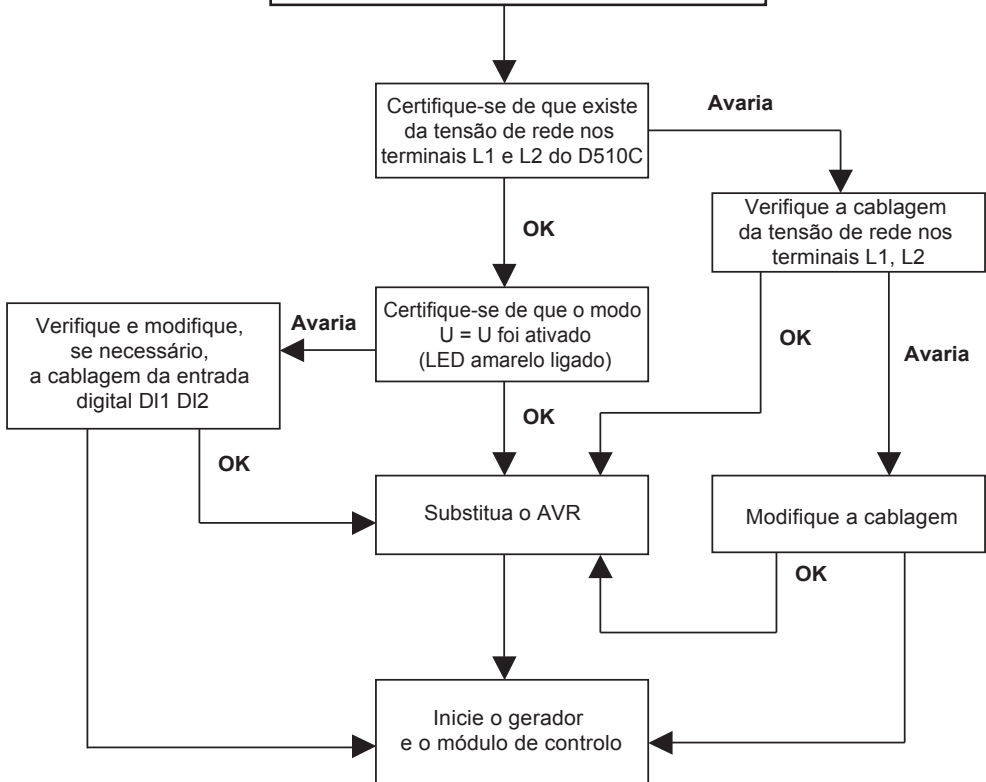 Certifique-se de que existe
da tensão de rede nos
terminais L1 e L2 do D510C
Avaria
OK
Verifique a cablagem
da tensão de rede nos
terminais L1, L2
Verifique e modifique,
se necessário,
a cablagem da entrada
digital DI1 DI2
Avaria
Certifique-se de que o modo
U = U foi ativado
(LED amarelo ligado)
OK
Avaria
OK
OK
Substitua o AVR
Modifique a cablagem
OK
Inicie o gerador
e o módulo de controlo